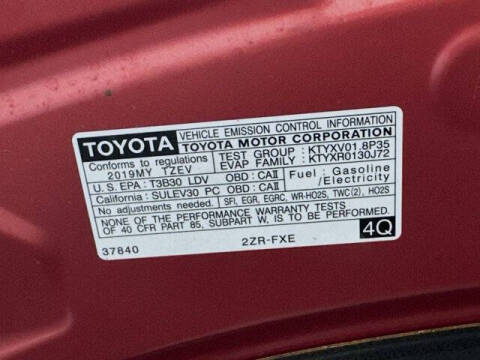 TOYOTA VEHICLE EMISSION CONTROL INFORMATION
TOYOTA MOTOR CORPORATION
Conforms to regulations
2019MY TZEV
TEST GROUP : KTYXV01.8P35
EVAP FAMILY : KTYXR0130J72
U.S. EPA : T3B30 LDV OBD : CAII
California : SULEV30 PC OBD : CAII
Fuel : Gasoline
/Electricity
No adjustments needed. SFI, EGR, EGRC, WR-HO2S, TWC(2), HO2S
NONE OF THE PERFORMANCE WARRANTY TESTS
OF 40 CFR PART 85, SUBPART W, IS TO BE PERFORMED
37840 2ZR-FXE 4Q